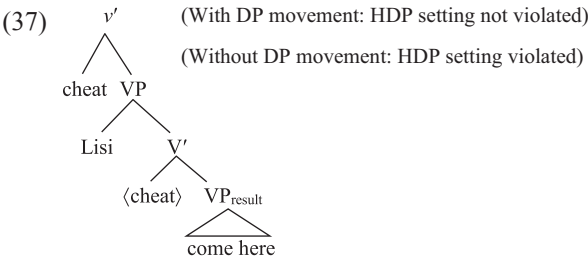 (37) v′ (With DP movement: HDP setting not violated)
(Without DP movement: HDP setting violated)
cheat VP
Lisi V′
⟨cheat⟩ VPresult
come here